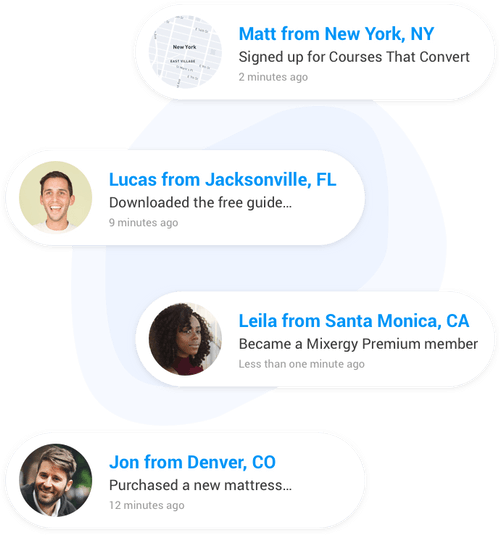 New York
EAST VILLAGE
Matt from New York, NY
Signed up for Courses That Convert
2 minutes ago
Lucas from Jacksonville, FL
Downloaded the free guide...
9 minutes ago
Leila from Santa Monica, CA
Became a Mixergy Premium member
Less than one minute ago
Jon from Denver, CO
Purchased a new mattress...
12 minutes ago